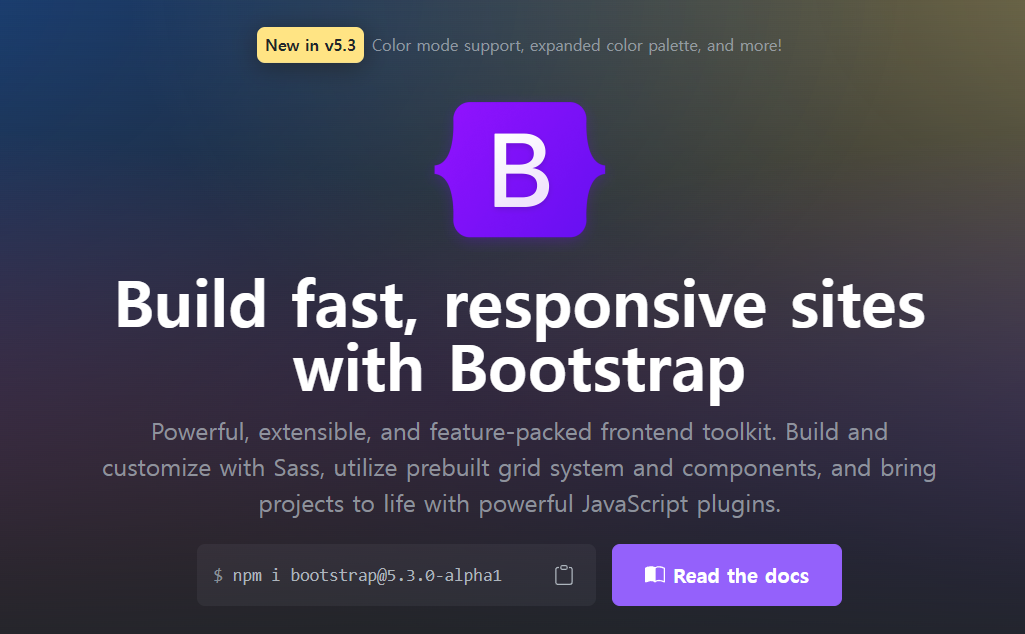 New in v5.3 Color mode support, expanded color palette, and more!
B
Build fast, responsive sites
with Bootstrap
Powerful, extensible, and feature-packed frontend toolkit. Build and
customize with Sass, utilize prebuilt grid system and components, and bring
projects to life with powerful JavaScript plugins.
$ npm i bootstrap@5.3.0-alpha1
Read the docs